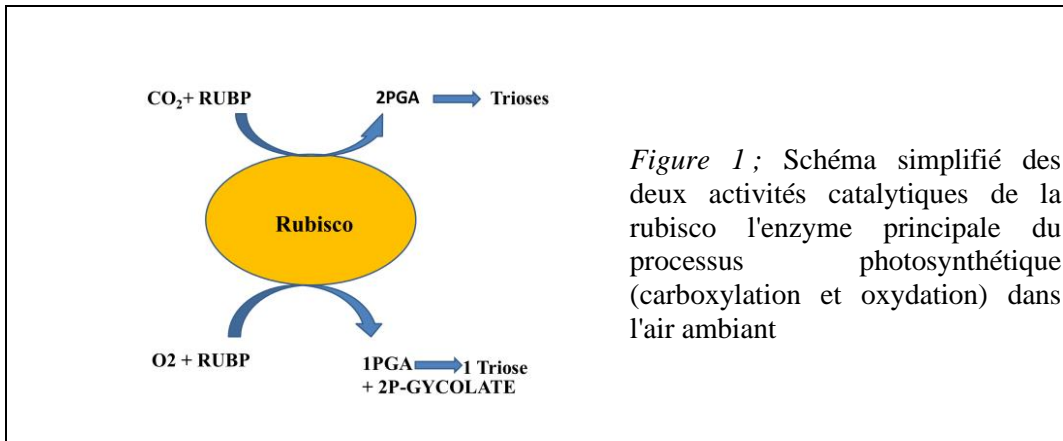 CO₂+ RUBP
2PGA
Trioses
Rubisco
O2 + RUBP
1PGA
1 Triose
+ 2P-GYCOLATE
Figure 1 ; Schéma simplifié des
deux activités catalytiques de la
rubisco l'enzyme principale du
processus photosynthétique
(carboxylation et oxydation) dans
l'air ambiant